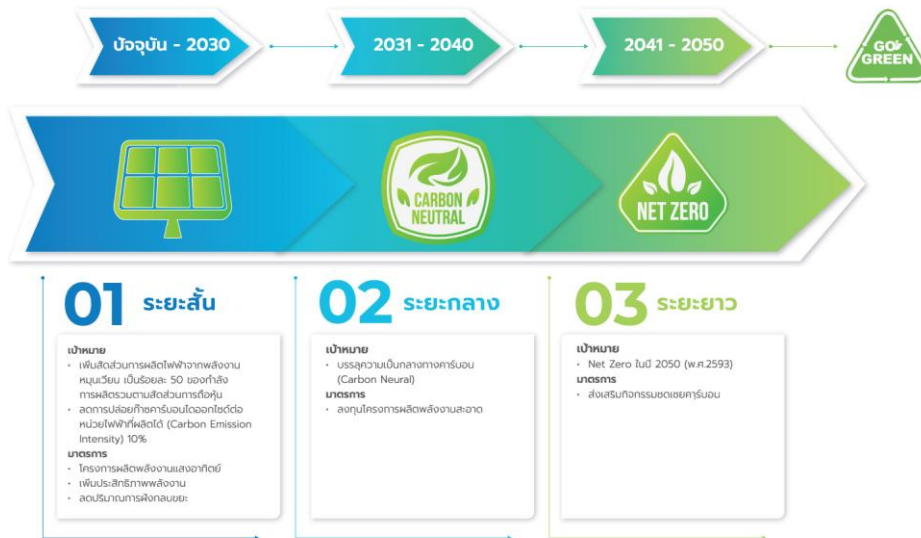 ปัจจุบัน - 2030
2031 - 2040
2041 - 2050
GO
GREEN
CARBON
NEUTRAL
NET ZERO
01 ระยะสั้น
เป้าหมาย
• เพิ่มสัดส่วนการผลิตไฟฟ้าจากพลังงาน
หมุนเวียน เป็นร้อยละ 50 ของกำลัง
การผลิตรวมตามสัดส่วนการถือหุ้น
• ลดการปล่อยก๊าซคาร์บอนไดออกไซด์ต่อ
หน่วยไฟฟ้าที่ผลิตได้ (Carbon Emission
Intensity) 10%
มาตรการ
• โครงการผลิตพลังงานแสงอาทิตย์
• เพิ่มประสิทธิภาพพลังงาน
• ลดปริมาณการฝังกลบขยะ
02 ระยะกลาง
เป้าหมาย
• บรรลุความเป็นกลางทางคาร์บอน
(Carbon Neural)
มาตรการ
• ลงทุนโครงการผลิตพลังงานสะอาด
03 ระยะยาว
เป้าหมาย
• Net Zero ในปี 2050 (พ.ศ.2593)
มาตรการ
• ส่งเสริมกิจกรรมชดเชยคาร์บอน